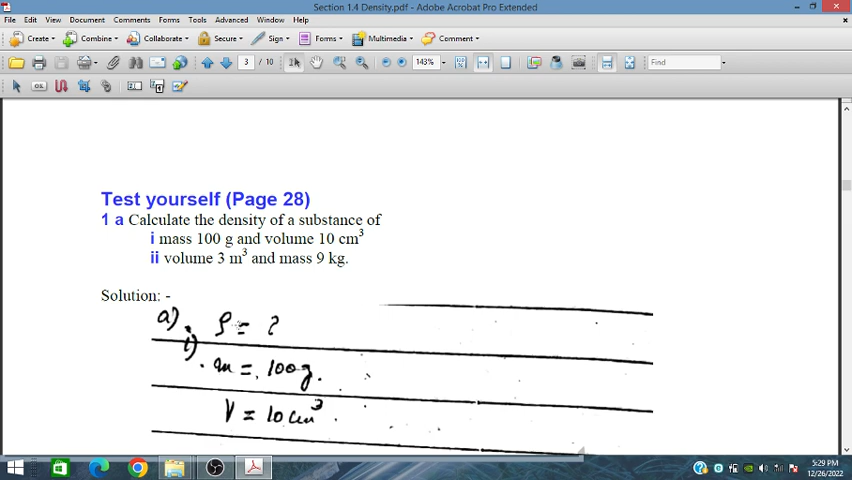 Section 1.4 Density.pdf - Adobe Acrobat Pro Extended
File Edit View Document Comments Forms Tools Advanced Window Help
Create Combine Collaborate Secure Sign Forms Multimedia Comment
3 / 10 143% Find
Test yourself (Page 28)
1 a Calculate the density of a substance of
i mass 100 g and volume 10 cm³
ii volume 3 m³ and mass 9 kg.
Solution: -
a) ρ = ?
i) m = 100g.
V = 10 cm³.
5:29 PM
12/26/2022